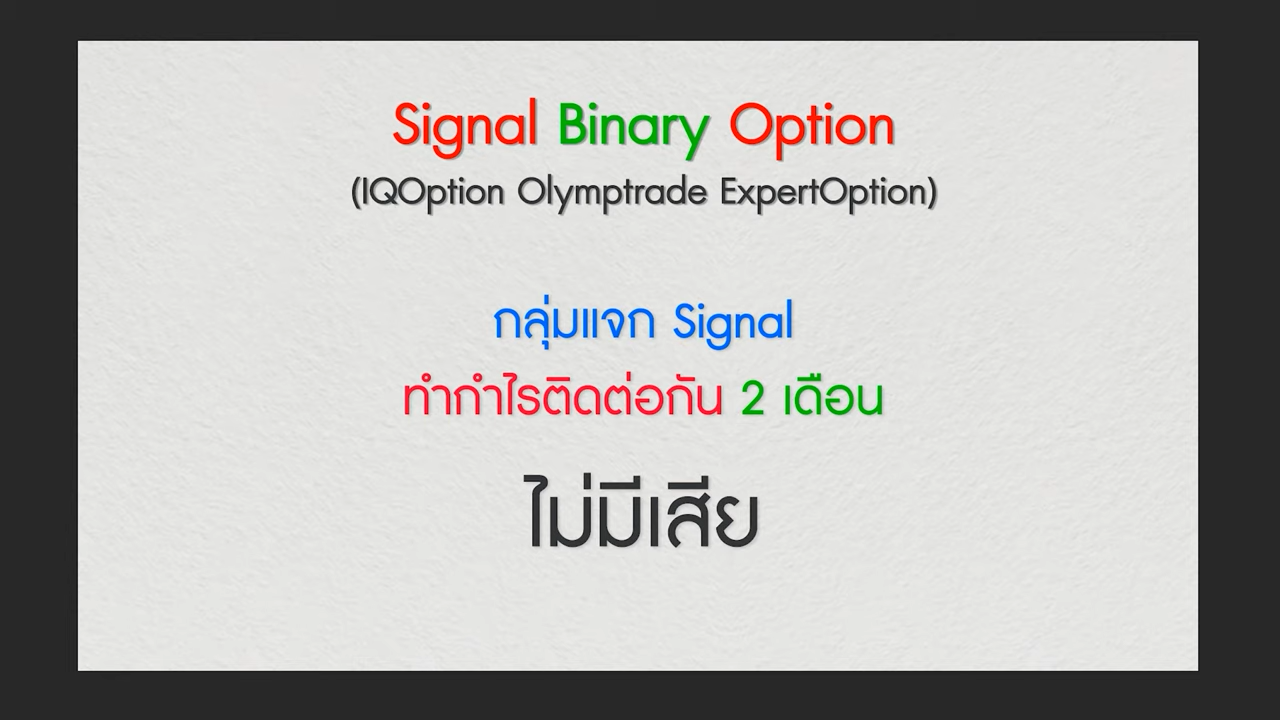 Signal Binary Option
(IQOption Olymptrade ExpertOption)
กลุ่มแจก Signal
ทำกำไรติดต่อกัน 2 เดือน
ไม่มีเสีย